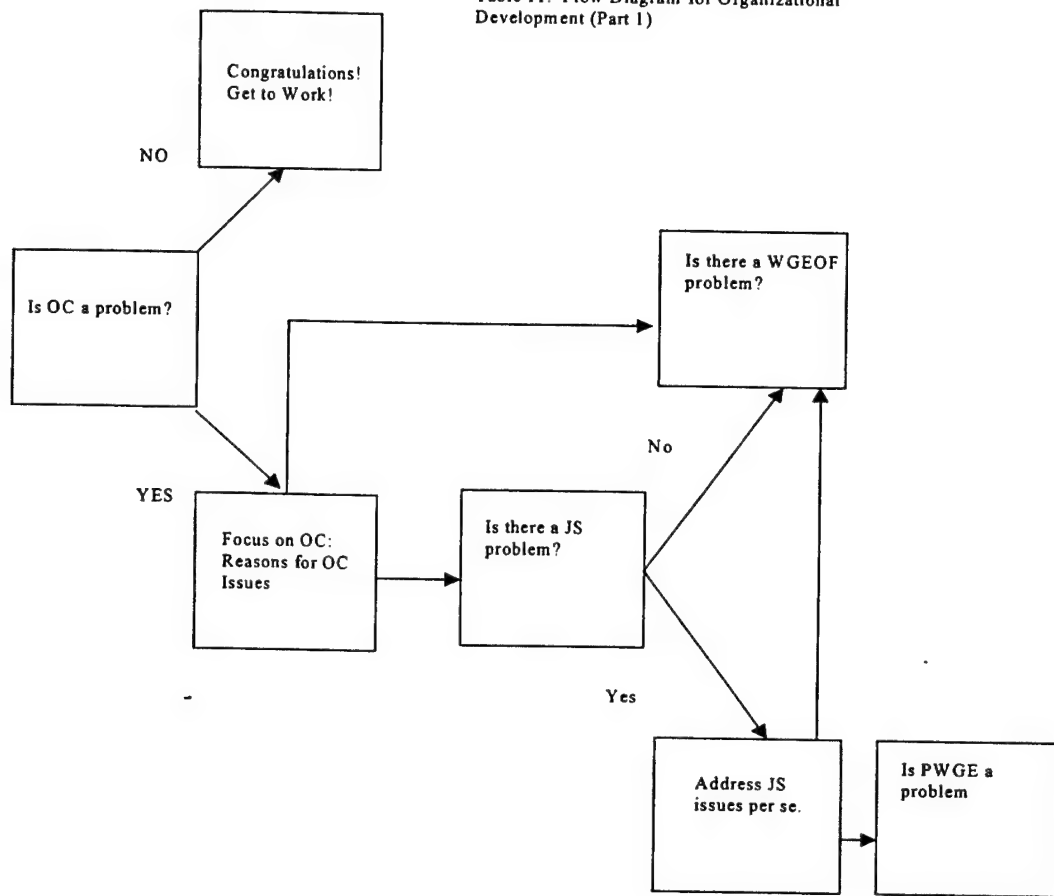 Development (Part 1)
Congratulations!
Get to Work!
NO
Is OC a problem?
Is there a WGEOF
problem?
No
YES
Focus on OC:
Reasons for OC
Issues
Is there a JS
problem?
Yes
Address JS
issues per se.
Is PWGE a
problem